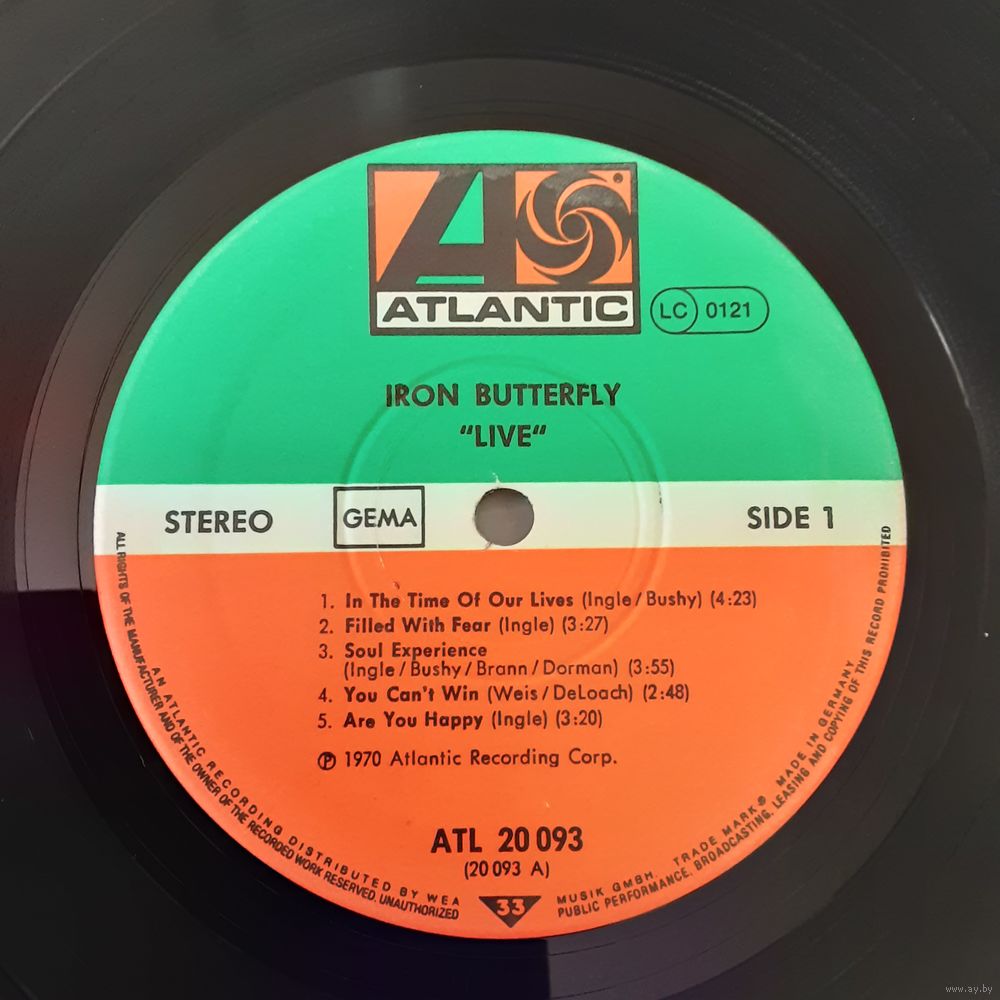 ATLANTIC
LC 0121
IRON BUTTERFLY
"LIVE"
STEREO
GEMA
SIDE 1
1. In The Time Of Our Lives (Ingle/Bushy) (4:23)
2. Filled With Fear (Ingle) (3:27)
3. Soul Experience
(Ingle/Bushy/Brann/Dorman) (3:55)
4. You Can't Win (Weis/DeLoach) (2:48)
5. Are You Happy (Ingle) (3:20)
℗ 1970 Atlantic Recording Corp.
ATL 20 093
(20 093 A)
33
AN ATLANTIC RECORDING DISTRIBUTED BY WEA MUSIK GMBH. TRADE MARK® MADE IN GERMANY
ALL RIGHTS OF THE MANUFACTURER AND OF THE OWNER OF THE RECORDED WORK RESERVED. UNAUTHORIZED PUBLIC PERFORMANCE, BROADCASTING, LEASING AND COPYING OF THIS RECORD PROHIBITED
www.ay.by